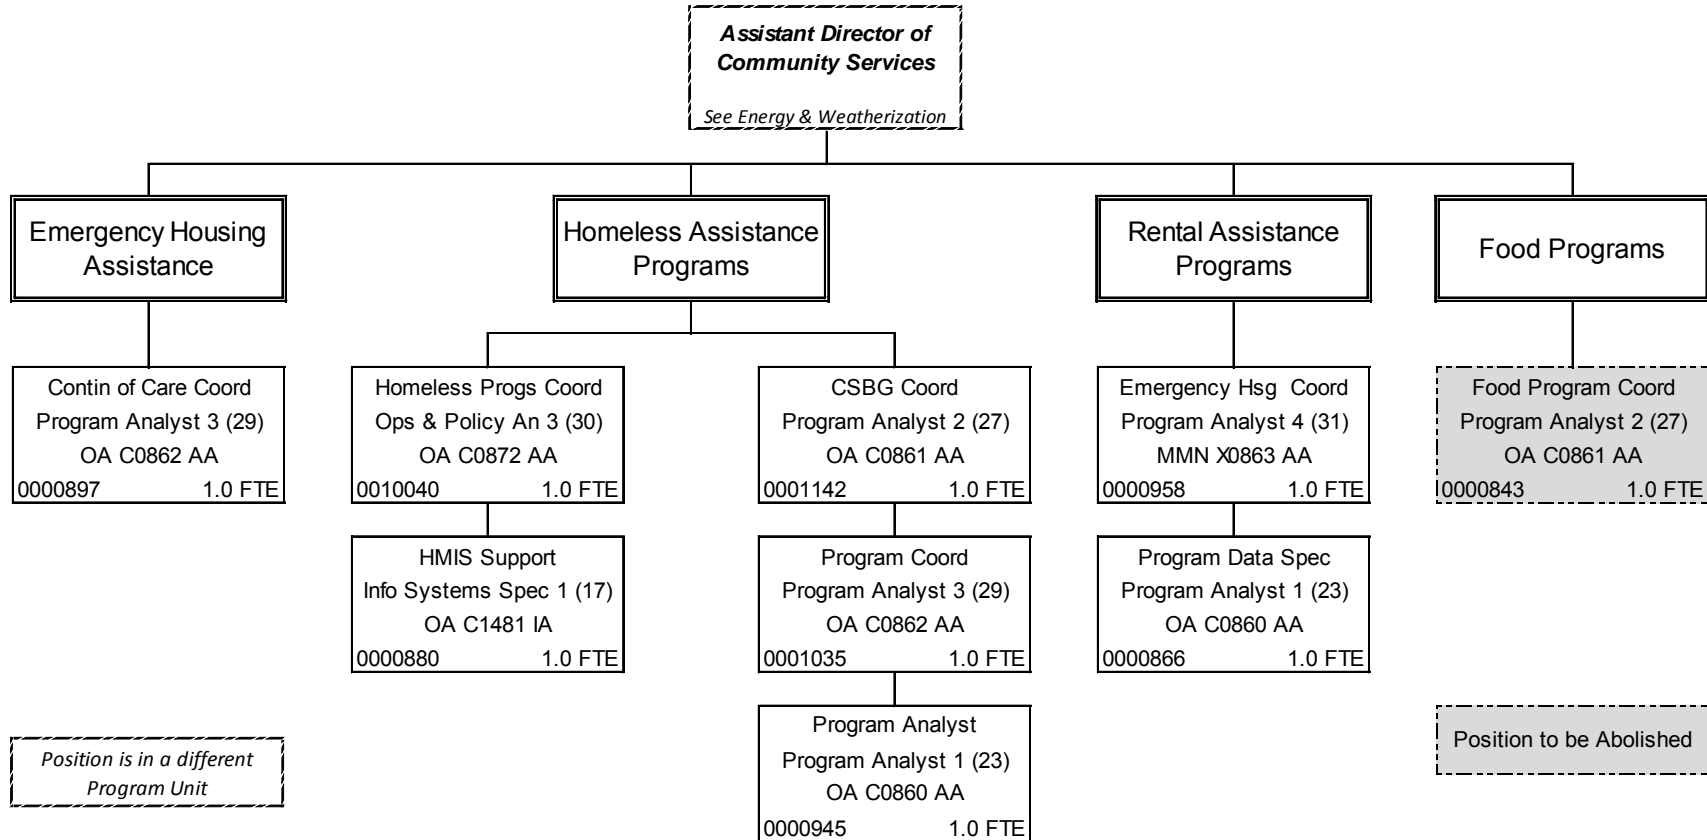 Assistant Director of
Community Services
See Energy & Weatherization
Emergency Housing
Assistance
Homeless Assistance
Programs
Rental Assistance
Programs
Food Programs
Contin of Care Coord
Program Analyst 3 (29)
OA C0862 AA
0000897 1.0 FTE
Homeless Progs Coord
Ops & Policy An 3 (30)
OA C0872 AA
0010040 1.0 FTE
CSBG Coord
Program Analyst 2 (27)
OA C0861 AA
0001142 1.0 FTE
Emergency Hsg Coord
Program Analyst 4 (31)
MMN X0863 AA
0000958 1.0 FTE
Food Program Coord
Program Analyst 2 (27)
OA C0861 AA
0000843 1.0 FTE
HMIS Support
Info Systems Spec 1 (17)
OA C1481 IA
0000880 1.0 FTE
Program Coord
Program Analyst 3 (29)
OA C0862 AA
0001035 1.0 FTE
Program Data Spec
Program Analyst 1 (23)
OA C0860 AA
0000866 1.0 FTE
Program Analyst
Program Analyst 1 (23)
OA C0860 AA
0000945 1.0 FTE
Position is in a different
Program Unit
Position to be Abolished